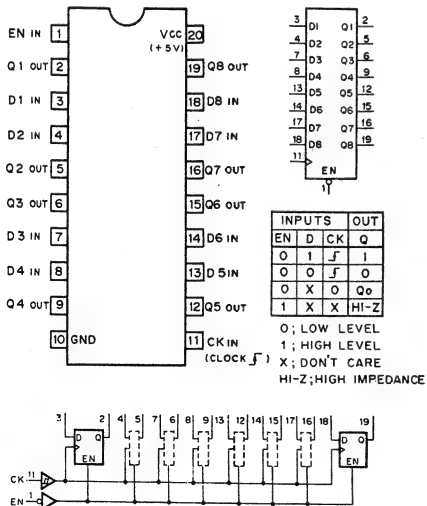 EN IN 1
Q1 OUT 2
D1 IN 3
D2 IN 4
Q2 OUT 5
Q3 OUT 6
D3 IN 7
D4 IN 8
Q4 OUT 9
10 GND
VCC 20
(+5V)
19 Q8 OUT
18 D8 IN
17 D7 IN
16 Q7 OUT
15 Q6 OUT
14 D6 IN
13 D5 IN
12 Q5 OUT
11 CK IN
(CLOCK ⎍)
3 D1 Q1 2
4 D2 Q2 5
7 D3 Q3 6
8 D4 Q4 9
13 D5 Q5 12
14 D6 Q6 15
17 D7 Q7 16
18 D8 Q8 19
11
EN
1
INPUTS OUT
EN D CK Q
0 1 ⎍ 1
0 0 ⎍ 0
0 X 0 Qo
1 X X HI-Z
0; LOW LEVEL
1; HIGH LEVEL
X; DON'T CARE
HI-Z; HIGH IMPEDANCE
3 2 4 5 7 6 8 9 13 12 14 15 17 16 18 19
D Q
EN
D Q
EN
CK 11
EN 1